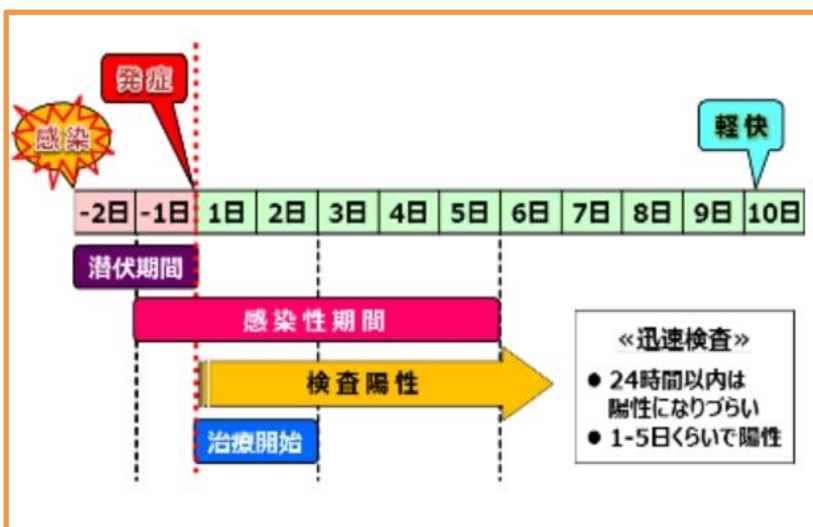 発症
感染
軽快
-2日 -1日 1日 2日 3日 4日 5日 6日 7日 8日 9日 10日
潜伏期間
感染性期間
検査陽性
治療開始
≪迅速検査≫
● 24時間以内は
陽性になりづらい
● 1-5日くらいで陽性